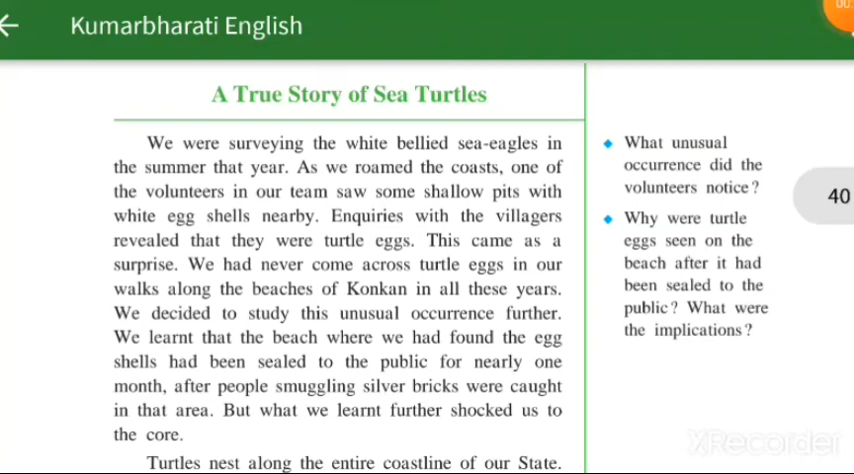 00:
Kumarbharati English
A True Story of Sea Turtles
We were surveying the white bellied sea-eagles in
the summer that year. As we roamed the coasts, one of
the volunteers in our team saw some shallow pits with
white egg shells nearby. Enquiries with the villagers
revealed that they were turtle eggs. This came as a
surprise. We had never come across turtle eggs in our
walks along the beaches of Konkan in all these years.
We decided to study this unusual occurrence further.
We learnt that the beach where we had found the egg
shells had been sealed to the public for nearly one
month, after people smuggling silver bricks were caught
in that area. But what we learnt further shocked us to
the core.
Turtles nest along the entire coastline of our State.
What unusual
occurrence did the
volunteers notice?
Why were turtle
eggs seen on the
beach after it had
been sealed to the
public? What were
the implications?
40
XRecorder